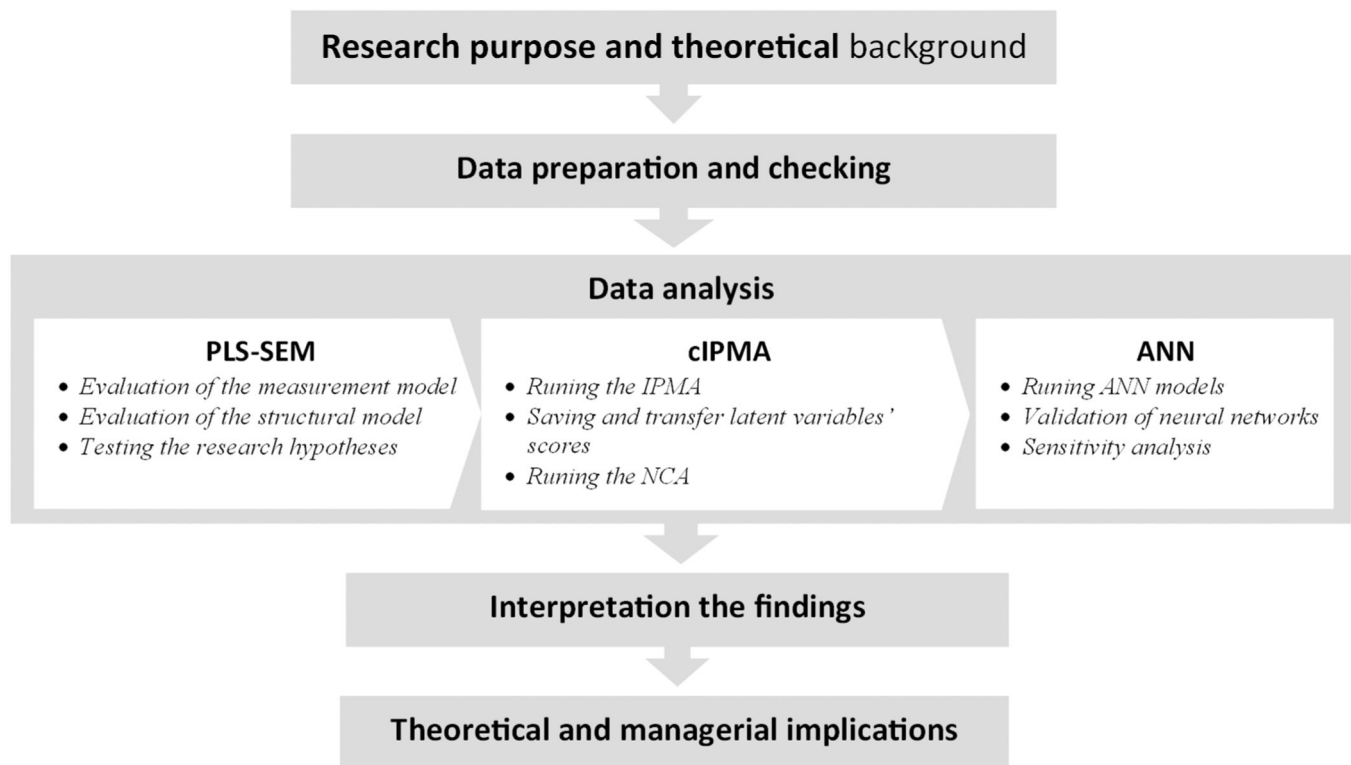 Research purpose and theoretical background
Data preparation and checking
Data analysis
PLS-SEM
• Evaluation of the measurement model
• Evaluation of the structural model
• Testing the research hypotheses
cIPMA
• Runing the IPMA
• Saving and transfer latent variables’
scores
• Runing the NCA
ANN
• Runing ANN models
• Validation of neural networks
• Sensitivity analysis
Interpretation the findings
Theoretical and managerial implications